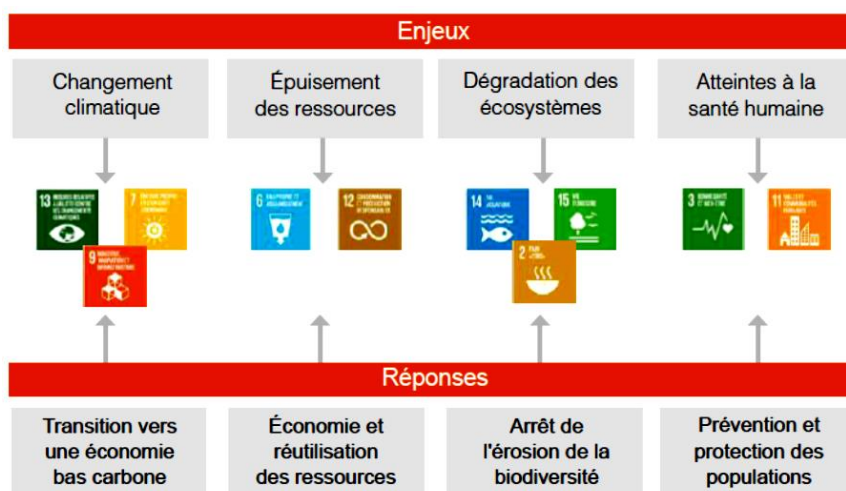 Enjeux
Changement
climatique
Épuisement
des ressources
Dégradation des
écosystèmes
Atteintes à la
santé humaine
13
7
9
6
12
14
15
2
3
11
Réponses
Transition vers
une économie
bas carbone
Économie et
réutilisation
des ressources
Arrêt de
l'érosion de la
biodiversité
Prévention et
protection des
populations